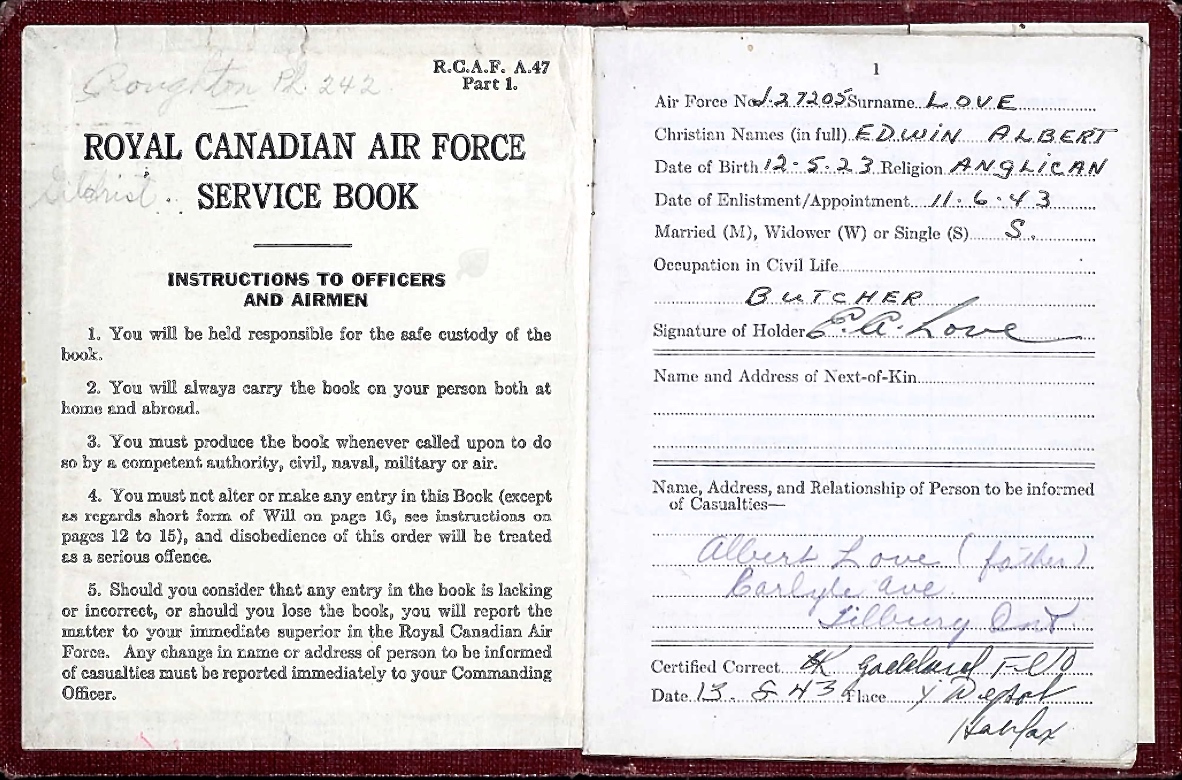 R.C.A.F. A.47
Part 1.
ROYAL CANADIAN AIR FORCE
SERVICE BOOK
INSTRUCTIONS TO OFFICERS
AND AIRMEN
1. You will be held responsible for the safe custody of the
book.
2. You will always carry the book on your person both
home and abroad.
3. You must produce the book whenever called upon to do
so by a competent authority, civil, naval, military or air.
4. You must not alter or make any entry in this Book (except
as regards short form of Will on page 16, see instructions on
pages 12 to 15), and disobedience of this order will be treated
as a serious offence.
5. Should you consider that any entry in the book is lacking
or incorrect, or should you lose the book, you will report the
matter to your immediate superior in the Royal Canadian Air
Force. Any change in name or address of person to be informed
of casualties must be reported immediately to your Commanding
Officer.
1
Air Force Surname LOVE
Christian Names (in full) EDWIN ALBERT
Date of Birth Religion ANGLICAN
Date of Enlistment/Appointment 11.6.43
Married (M), Widower (W) or Single (S) S.
Occupation in Civil Life
BUTCHER
Signature of Holder E.A. Love
Name and Address of Next-of-kin
Name, Address, and Relationship of Person to be informed
of Casualties—
Love (father
ave.
Tilbury Ont
Certified Correct
Date 13 5 43 Place 1 Depot
Halifax